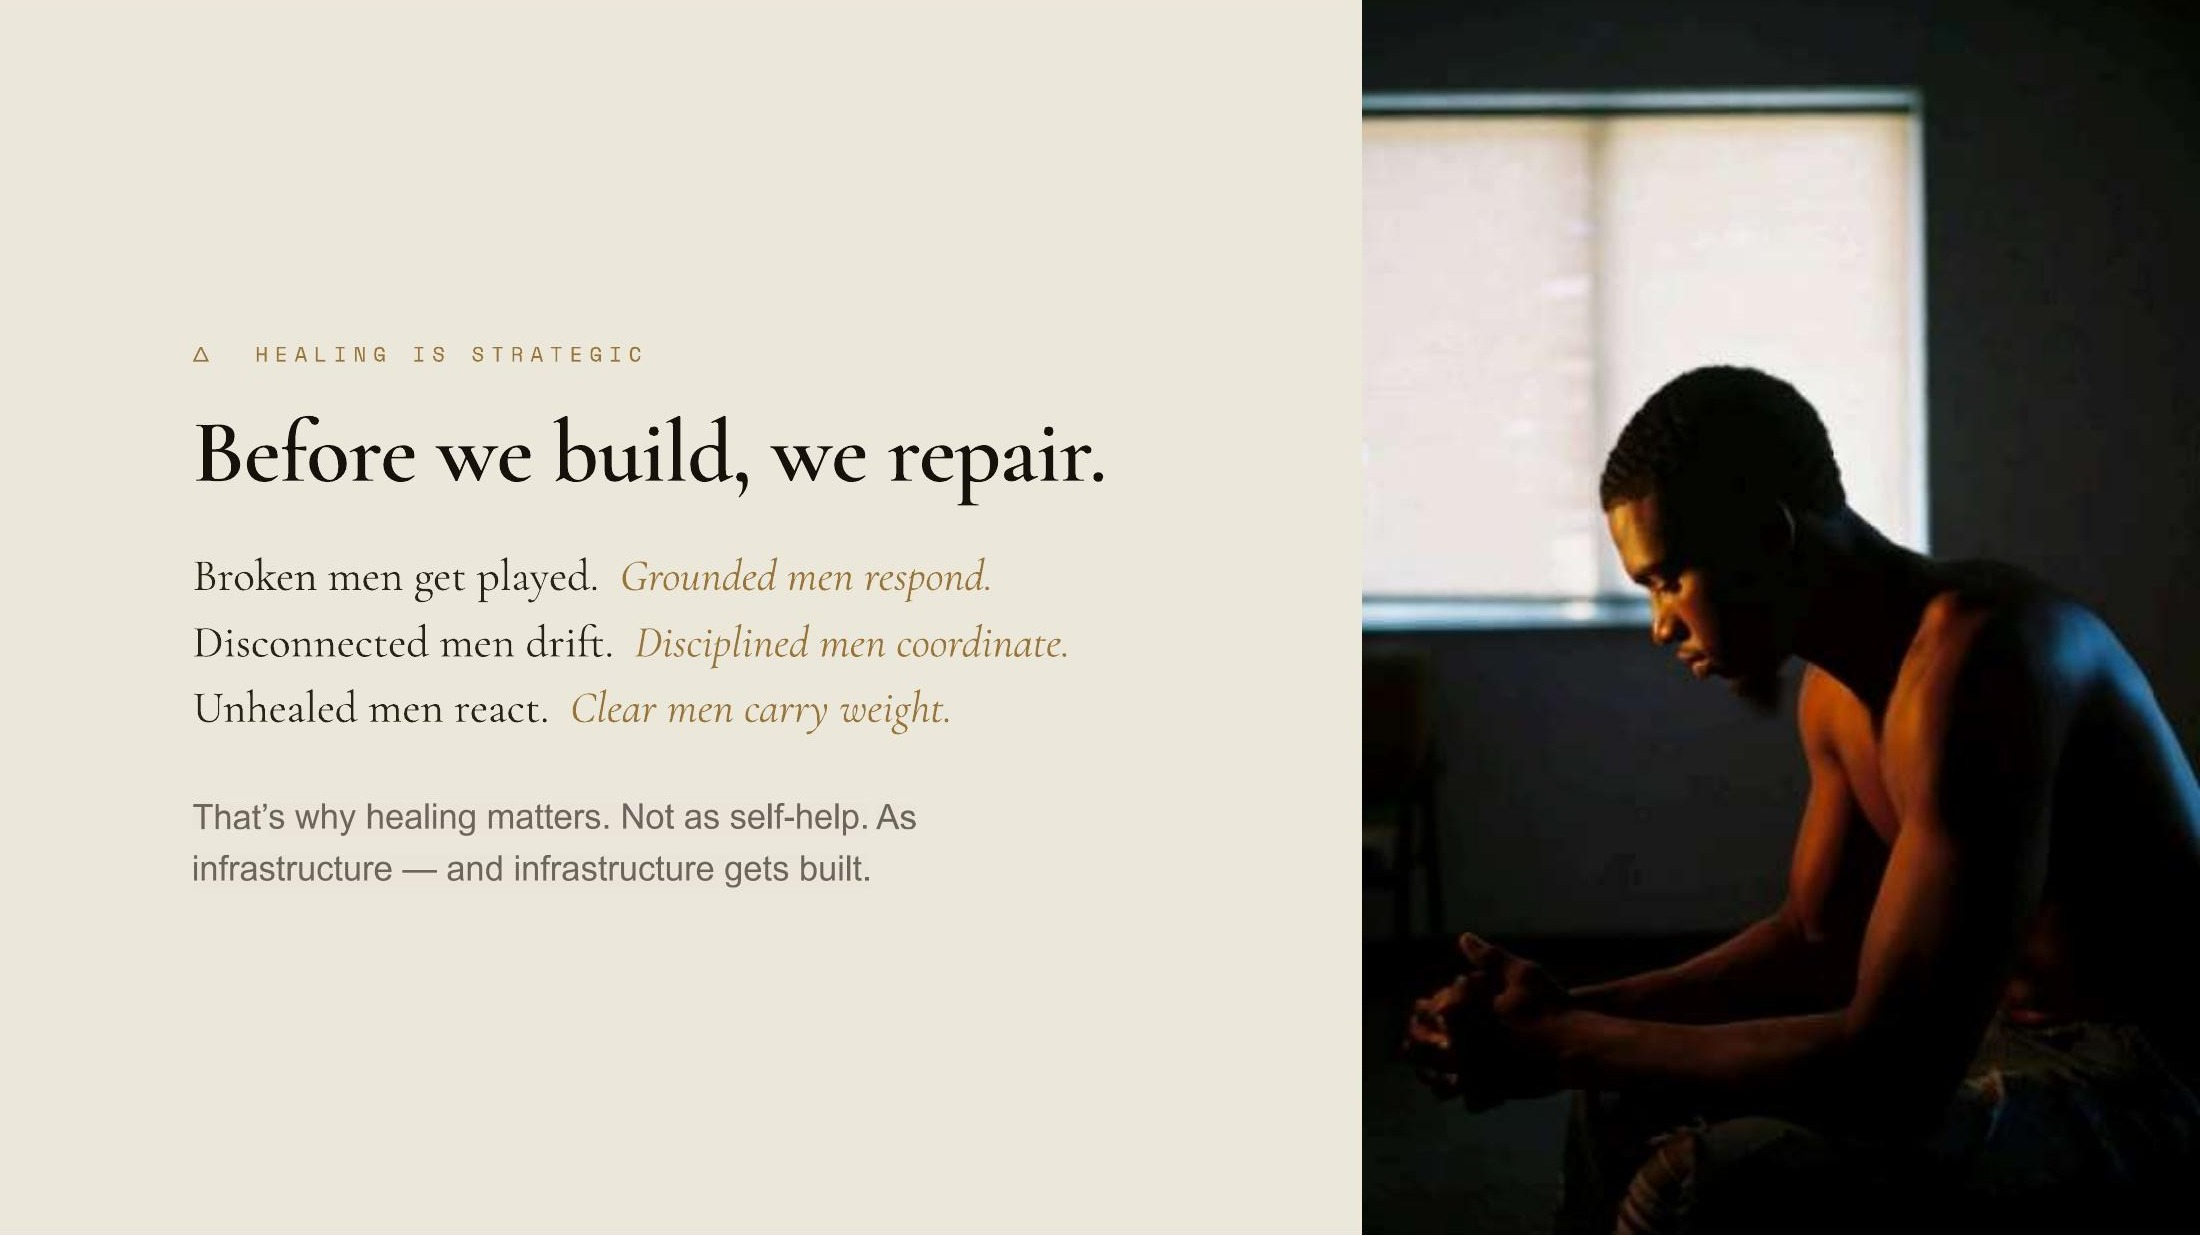 Δ HEALING IS STRATEGIC
Before we build, we repair.
Broken men get played. Grounded men respond.
Disconnected men drift. Disciplined men coordinate.
Unhealed men react. Clear men carry weight.
That’s why healing matters. Not as self-help. As
infrastructure — and infrastructure gets built.